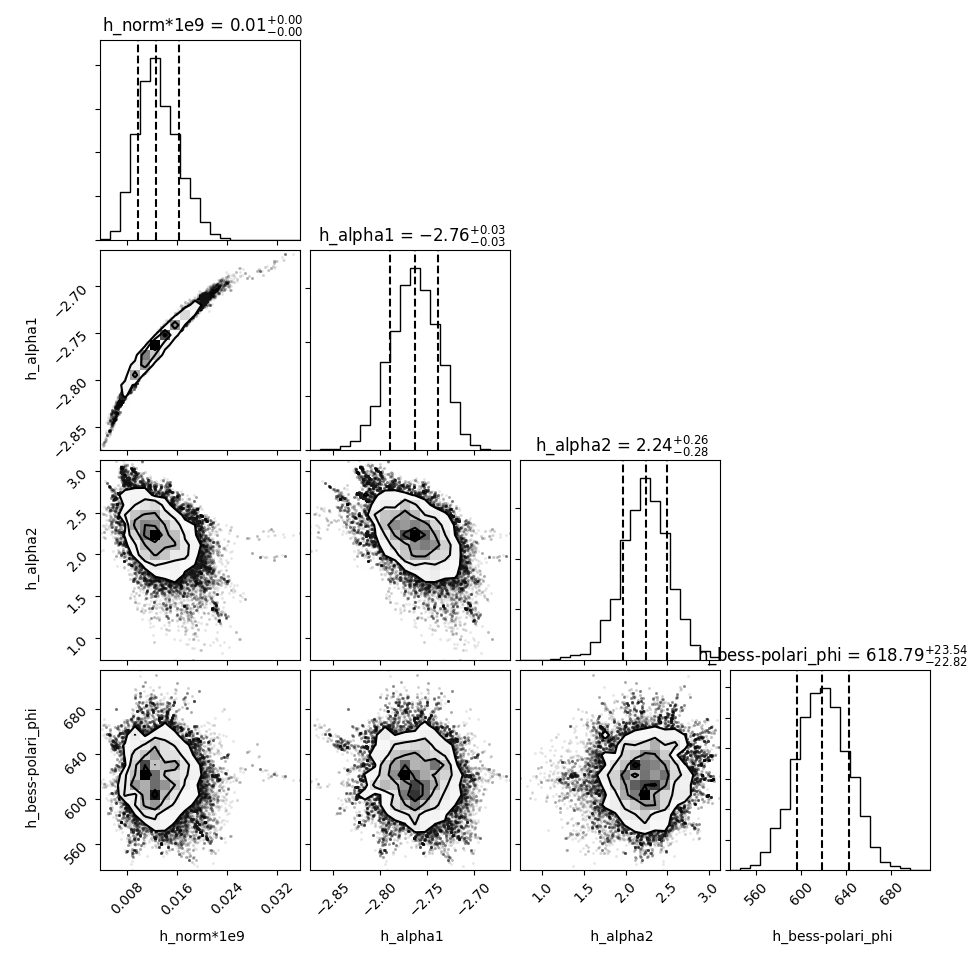 h_norm*1e9 = 0.01+0.00 −0.00
h_alpha1 = −2.76+0.03 −0.03
h_alpha1
−2.70
−2.75
−2.80
−2.85
h_alpha2 = 2.24+0.26 −0.28
h_alpha2
3.0
2.5
2.0
1.5
1.0
h_bess-polari_phi = 618.79+23.54 −22.82
h_bess-polari_phi
680
640
600
560
0.008 0.016 0.024 0.032
−2.85 −2.80 −2.75 −2.70
1.0 1.5 2.0 2.5 3.0
560 600 640 680
h_norm*1e9
h_alpha1
h_alpha2
h_bess-polari_phi